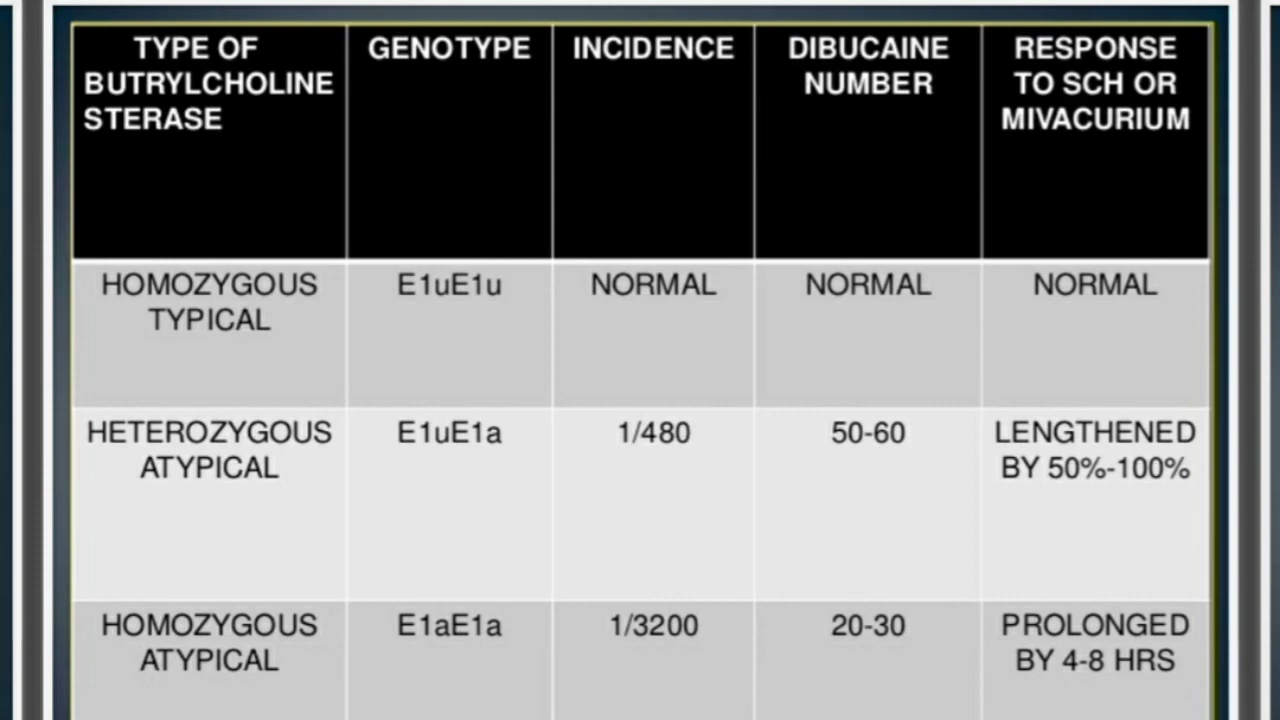 TYPE OF
BUTRYLCHOLINE
STERASE
GENOTYPE
INCIDENCE
DIBUCAINE
NUMBER
RESPONSE
TO SCH OR
MIVACURIUM
HOMOZYGOUS
TYPICAL
E1uE1u
NORMAL
NORMAL
NORMAL
HETEROZYGOUS
ATYPICAL
E1uE1a
1/480
50-60
LENGTHENED
BY 50%-100%
HOMOZYGOUS
ATYPICAL
E1aE1a
1/3200
20-30
PROLONGED
BY 4-8 HRS